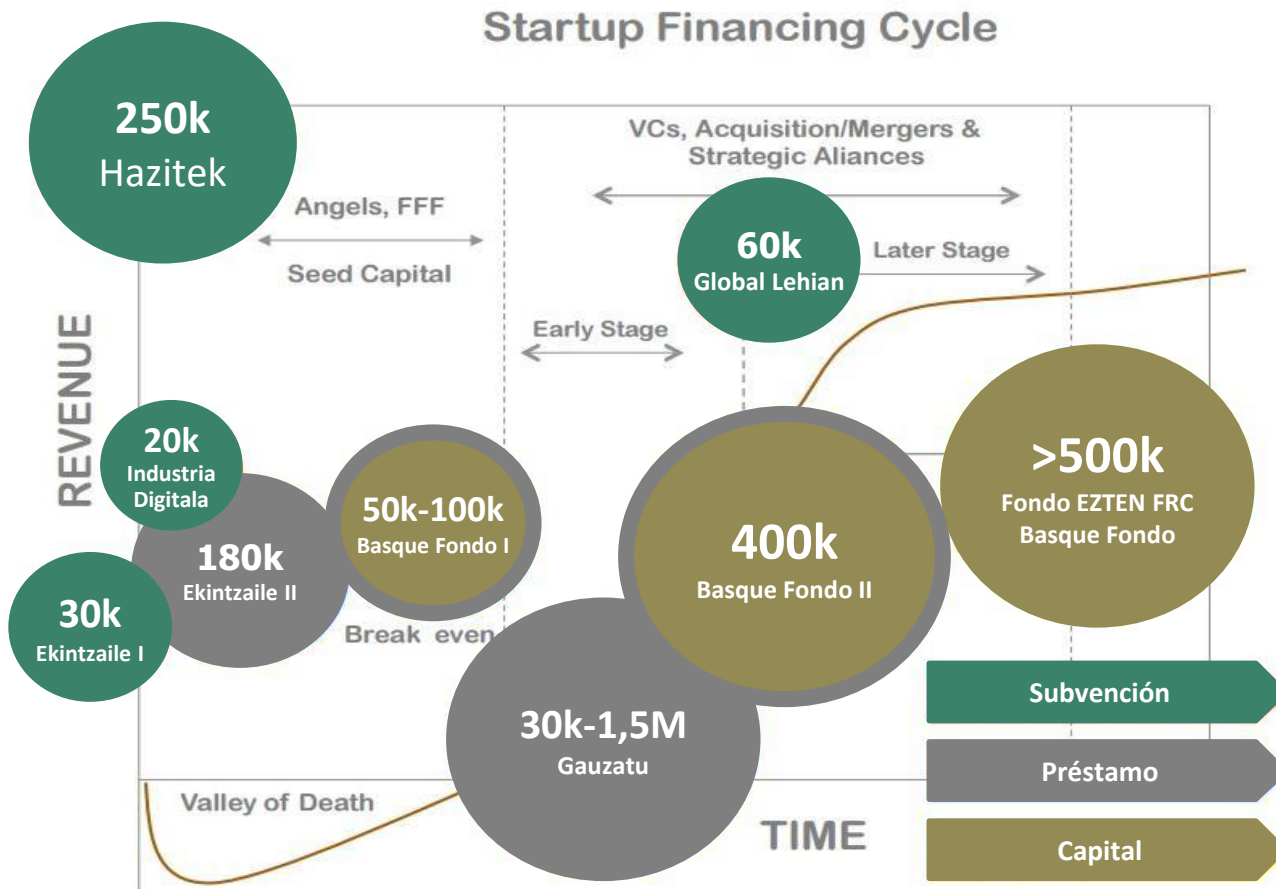 Startup Financing Cycle
250k
Hazitek
VCs, Acquisition/Mergers &
Strategic Aliances
Angels, FFF
Seed Capital
60k
Global Lehian
Later Stage
Early Stage
REVENUE
20k
Industria
Digitala
180k
Ekintzaile II
50k-100k
Basque Fondo I
400k
Basque Fondo II
>500k
Fondo EZTEN FRC
Basque Fondo
30k
Ekintzaile I
Break even
30k-1,5M
Gauzatu
Valley of Death
TIME
Subvención
Préstamo
Capital